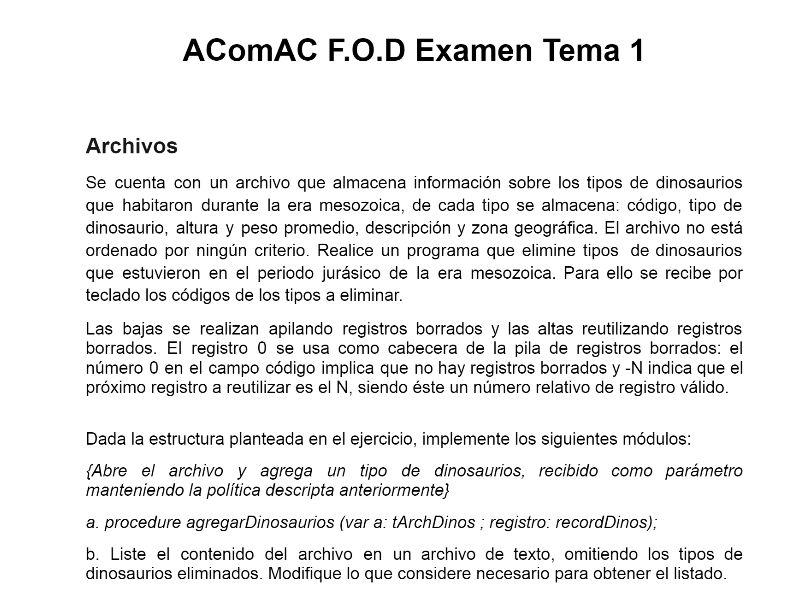 AComAC F.O.D Examen Tema 1
Archivos
Se cuenta con un archivo que almacena información sobre los tipos de dinosaurios
que habitaron durante la era mesozoica, de cada tipo se almacena: código, tipo de
dinosaurio, altura y peso promedio, descripción y zona geográfica. El archivo no está
ordenado por ningún criterio. Realice un programa que elimine tipos de dinosaurios
que estuvieron en el periodo jurásico de la era mesozoica. Para ello se recibe por
teclado los códigos de los tipos a eliminar.
Las bajas se realizan apilando registros borrados y las altas reutilizando registros
borrados. El registro 0 se usa como cabecera de la pila de registros borrados: el
número 0 en el campo código implica que no hay registros borrados y -N indica que el
próximo registro a reutilizar es el N, siendo éste un número relativo de registro válido.
Dada la estructura planteada en el ejercicio, implemente los siguientes módulos:
{Abre el archivo y agrega un tipo de dinosaurios, recibido como parámetro
manteniendo la política descripta anteriormente}
a. procedure agregarDinosaurios (var a: tArchDinos ; registro: recordDinos);
b. Liste el contenido del archivo en un archivo de texto, omitiendo los tipos de
dinosaurios eliminados. Modifique lo que considere necesario para obtener el listado.